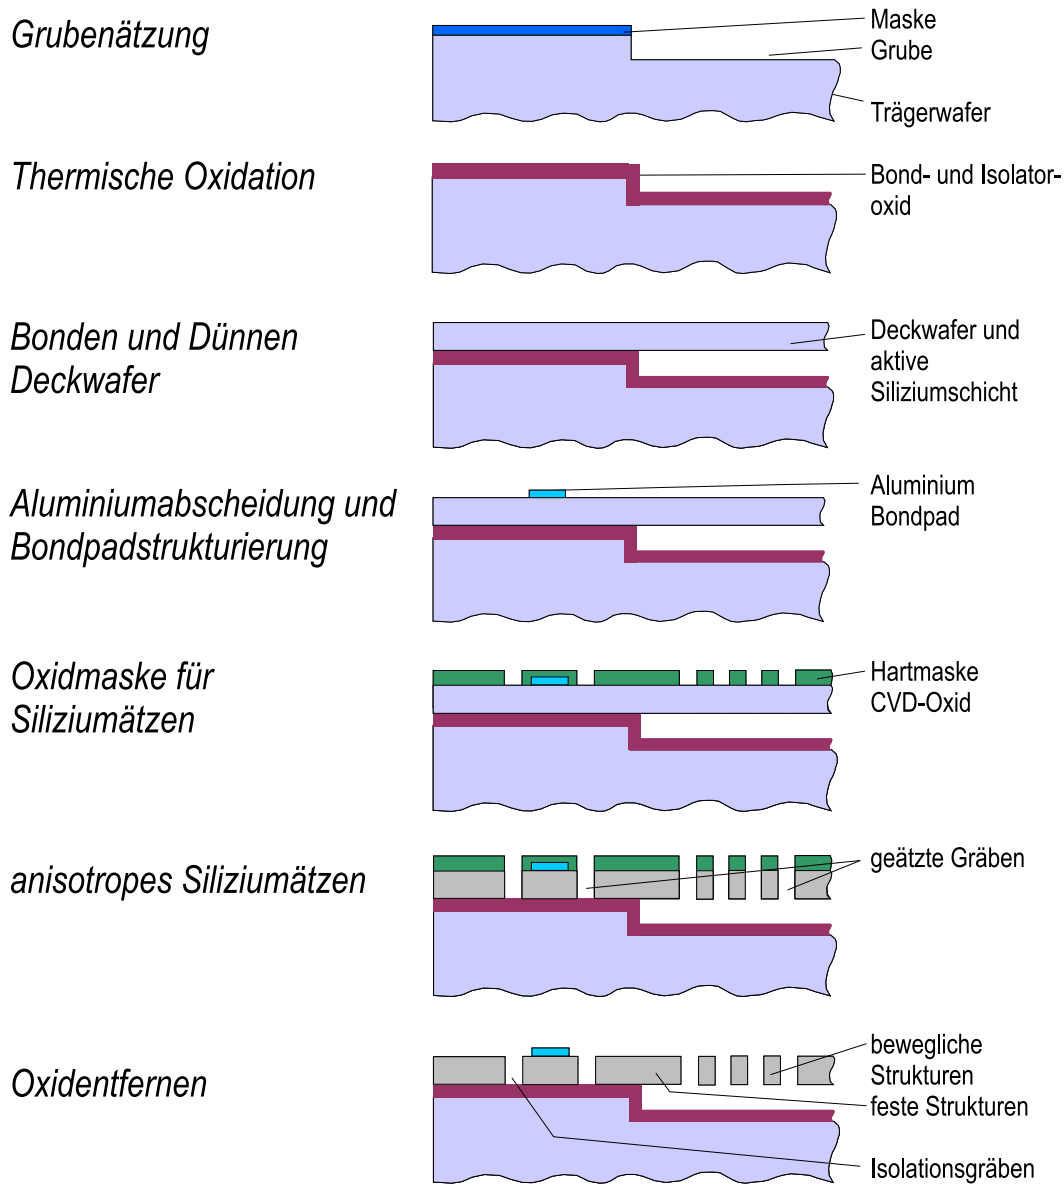 Grubenätzung
Maske
Grube
Trägerwafer
Thermische Oxidation
Bond- und Isolator-
oxid
Bonden und Dünnen
Deckwafer
Deckwafer und
aktive
Siliziumschicht
Aluminiumabscheidung und
Bondpadstrukturierung
Aluminium
Bondpad
Oxidmaske für
Siliziumätzen
Hartmaske
CVD-Oxid
anisotropes Siliziumätzen
geätzte Gräben
Oxidentfernen
bewegliche
Strukturen
feste Strukturen
Isolationsgräben